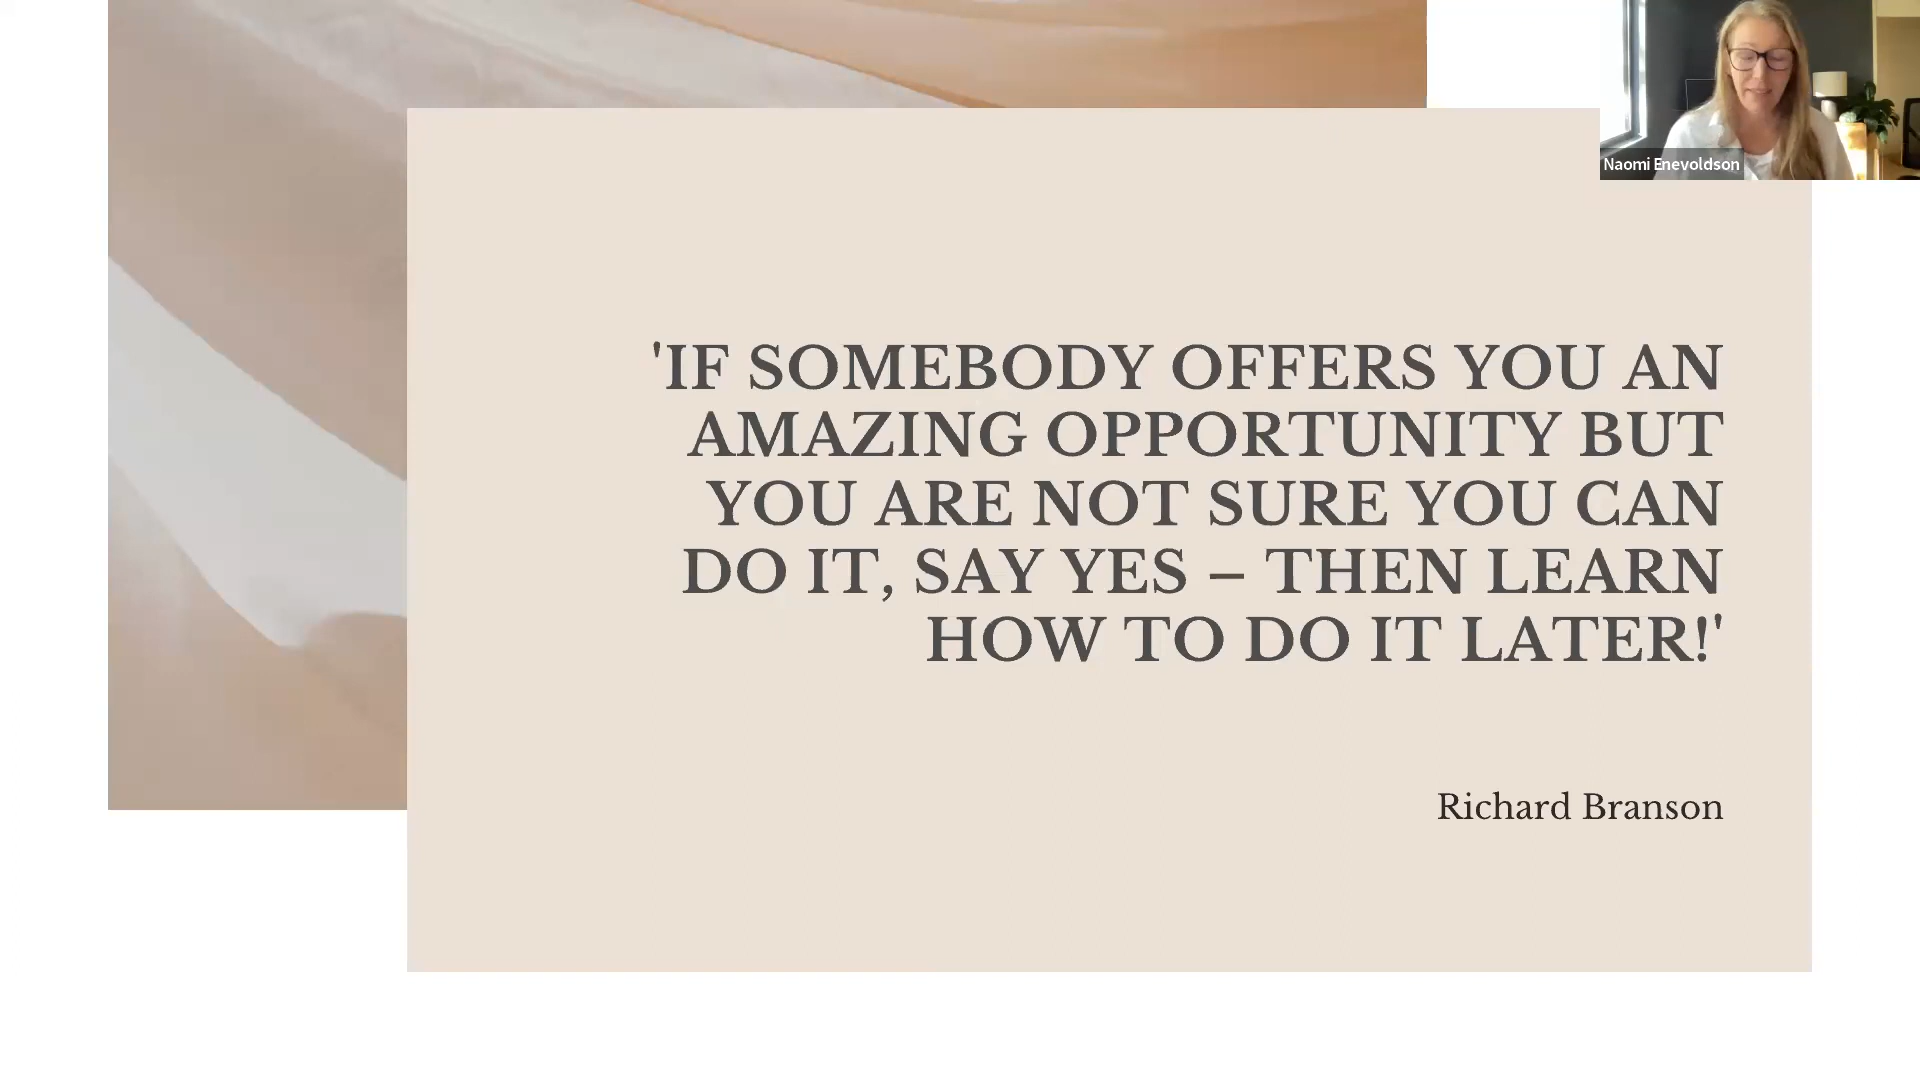 Naomi Enevoldson
'IF SOMEBODY OFFERS YOU AN
AMAZING OPPORTUNITY BUT
YOU ARE NOT SURE YOU CAN
DO IT, SAY YES – THEN LEARN
HOW TO DO IT LATER!'
Richard Branson